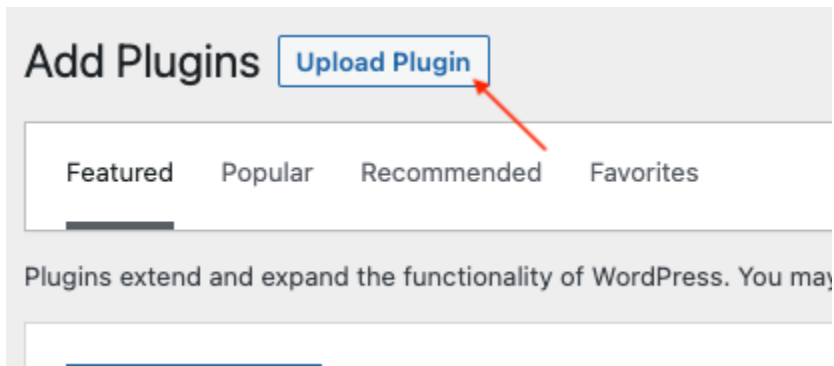 Add Plugins Upload Plugin
Featured Popular Recommended Favorites
Plugins extend and expand the functionality of WordPress. You may